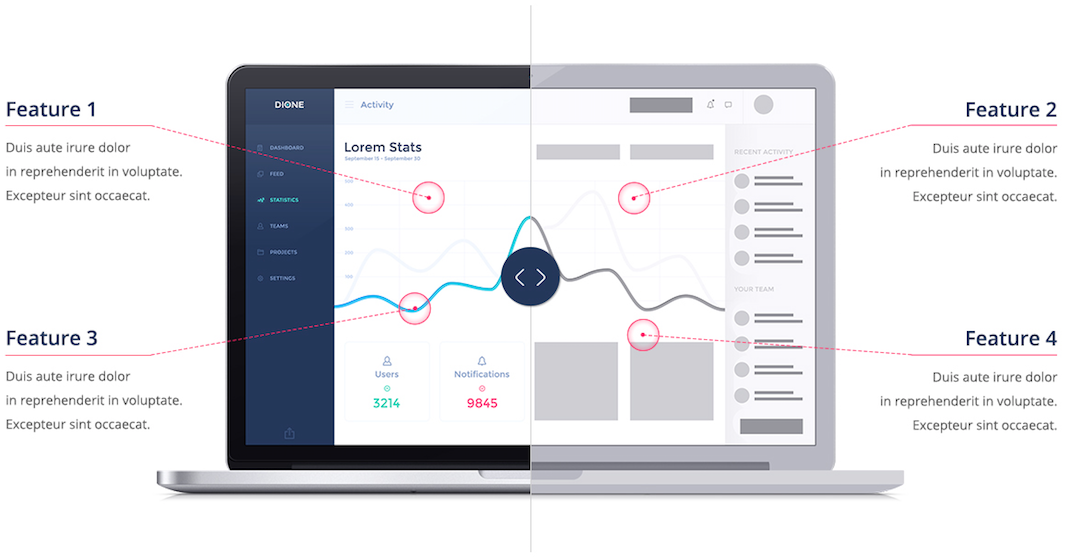 Feature 1
Duis aute irure dolor
in reprehenderit in voluptate.
Excepteur sint occaecat.
Feature 2
Duis aute irure dolor
in reprehenderit in voluptate.
Excepteur sint occaecat.
DIONE
Activity
DASHBOARD
FEED
STATISTICS
TEAMS
PROJECTS
SETTINGS
Lorem Stats
September 15 - September 30
500
400
300
200
100
RECENT ACTIVITY
YOUR TEAM
Users
3214
Notifications
9845
Feature 3
Duis aute irure dolor
in reprehenderit in voluptate.
Excepteur sint occaecat.
Feature 4
Duis aute irure dolor
in reprehenderit in voluptate.
Excepteur sint occaecat.